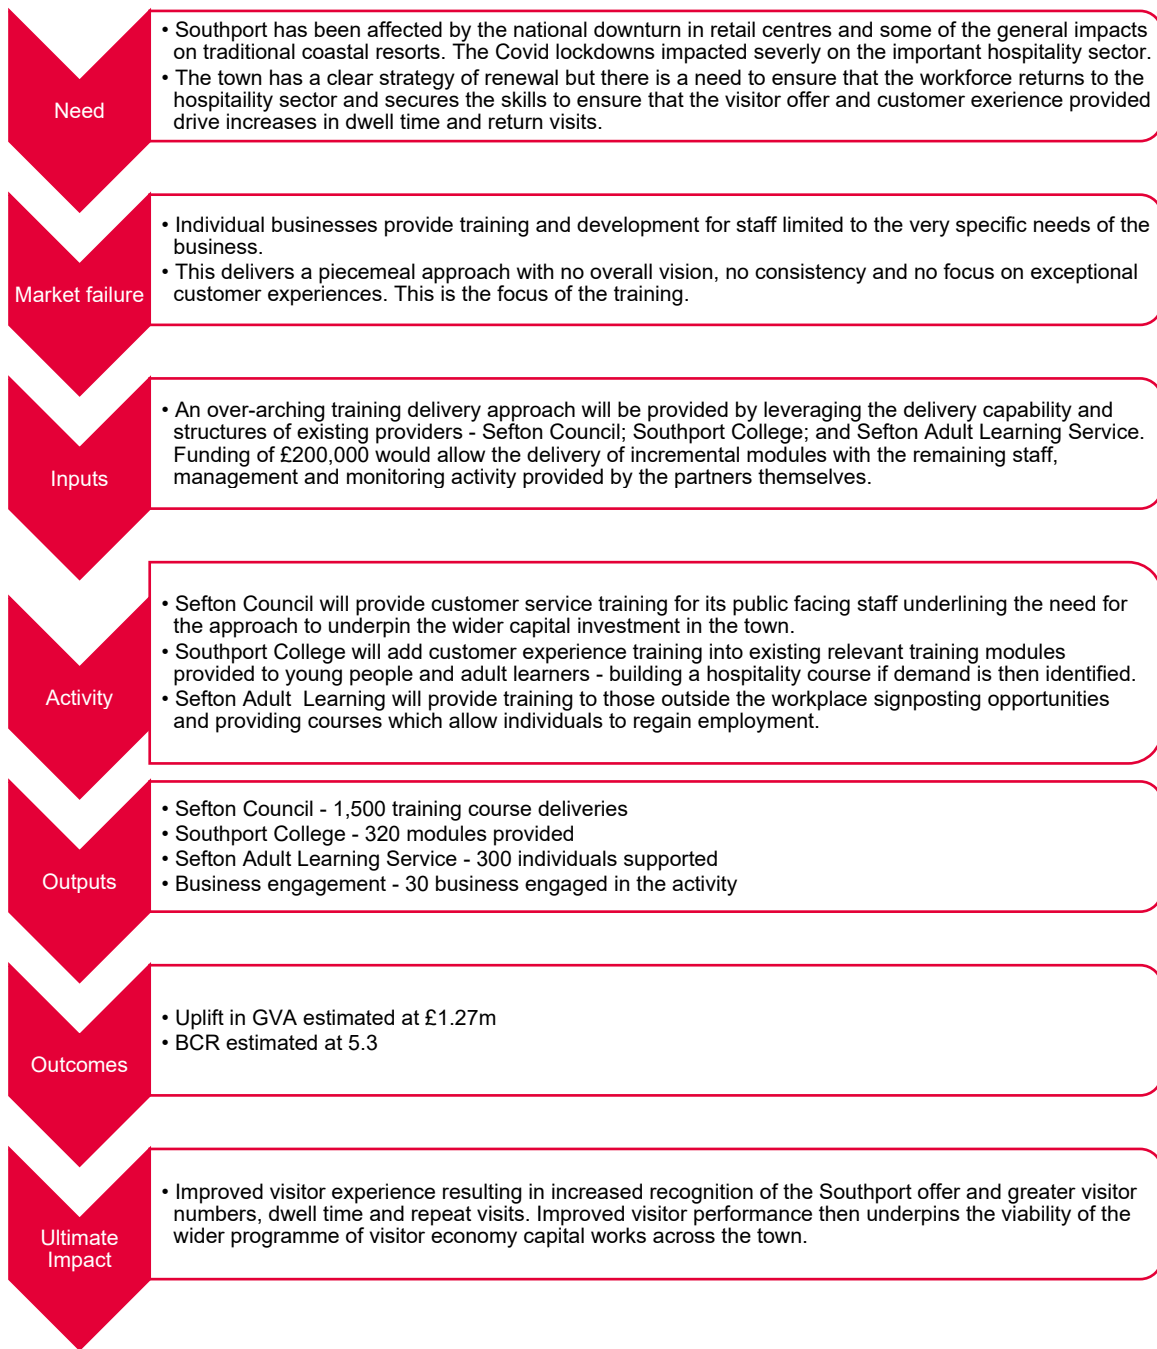 Need
• Southport has been affected by the national downturn in retail centres and some of the general impacts
on traditional coastal resorts. The Covid lockdowns impacted severly on the important hospitality sector.
• The town has a clear strategy of renewal but there is a need to ensure that the workforce returns to the
hospitaility sector and secures the skills to ensure that the visitor offer and customer exerience provided
drive increases in dwell time and return visits.
Market failure
• Individual businesses provide training and development for staff limited to the very specific needs of the
business.
• This delivers a piecemeal approach with no overall vision, no consistency and no focus on exceptional
customer experiences. This is the focus of the training.
Inputs
• An over-arching training delivery approach will be provided by leveraging the delivery capability and
structures of existing providers - Sefton Council; Southport College; and Sefton Adult Learning Service.
Funding of £200,000 would allow the delivery of incremental modules with the remaining staff,
management and monitoring activity provided by the partners themselves.
Activity
• Sefton Council will provide customer service training for its public facing staff underlining the need for
the approach to underpin the wider capital investment in the town.
• Southport College will add customer experience training into existing relevant training modules
provided to young people and adult learners - building a hospitality course if demand is then identified.
• Sefton Adult  Learning will provide training to those outside the workplace signposting opportunities
and providing courses which allow individuals to regain employment.
Outputs
• Sefton Council - 1,500 training course deliveries
• Southport College - 320 modules provided
• Sefton Adult Learning Service - 300 individuals supported
• Business engagement - 30 business engaged in the activity
Outcomes
• Uplift in GVA estimated at £1.27m
• BCR estimated at 5.3
Ultimate
Impact
• Improved visitor experience resulting in increased recognition of the Southport offer and greater visitor
numbers, dwell time and repeat visits. Improved visitor performance then underpins the viability of the
wider programme of visitor economy capital works across the town.